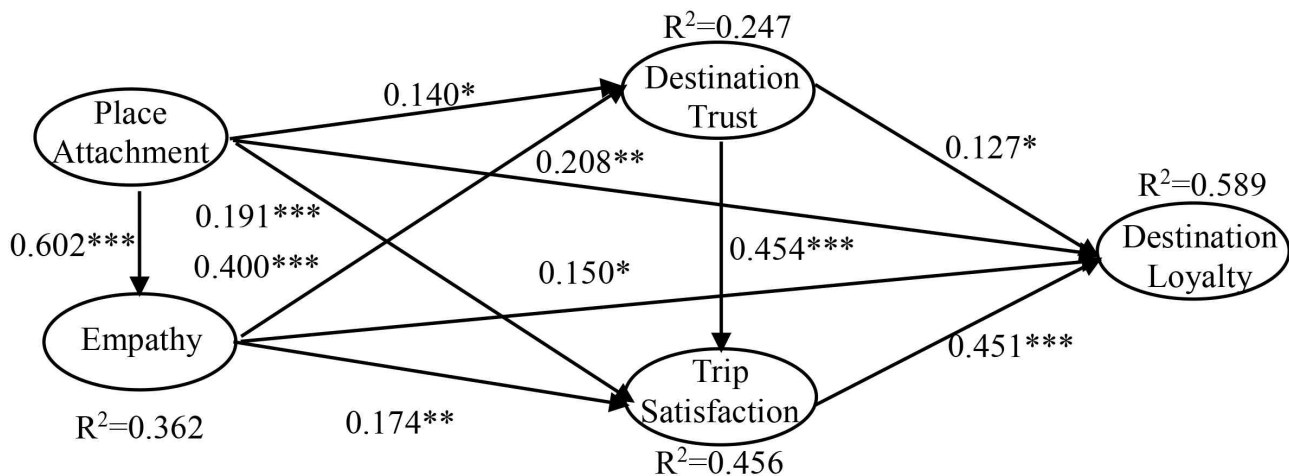 R²=0.247
Destination
Trust
0.140*
Place
Attachment
0.208**
0.127*
R²=0.589
0.191***
0.602***
0.454***
Destination
Loyalty
0.400***
0.150*
Empathy
0.451***
Trip
Satisfaction
R²=0.362
0.174**
R²=0.456